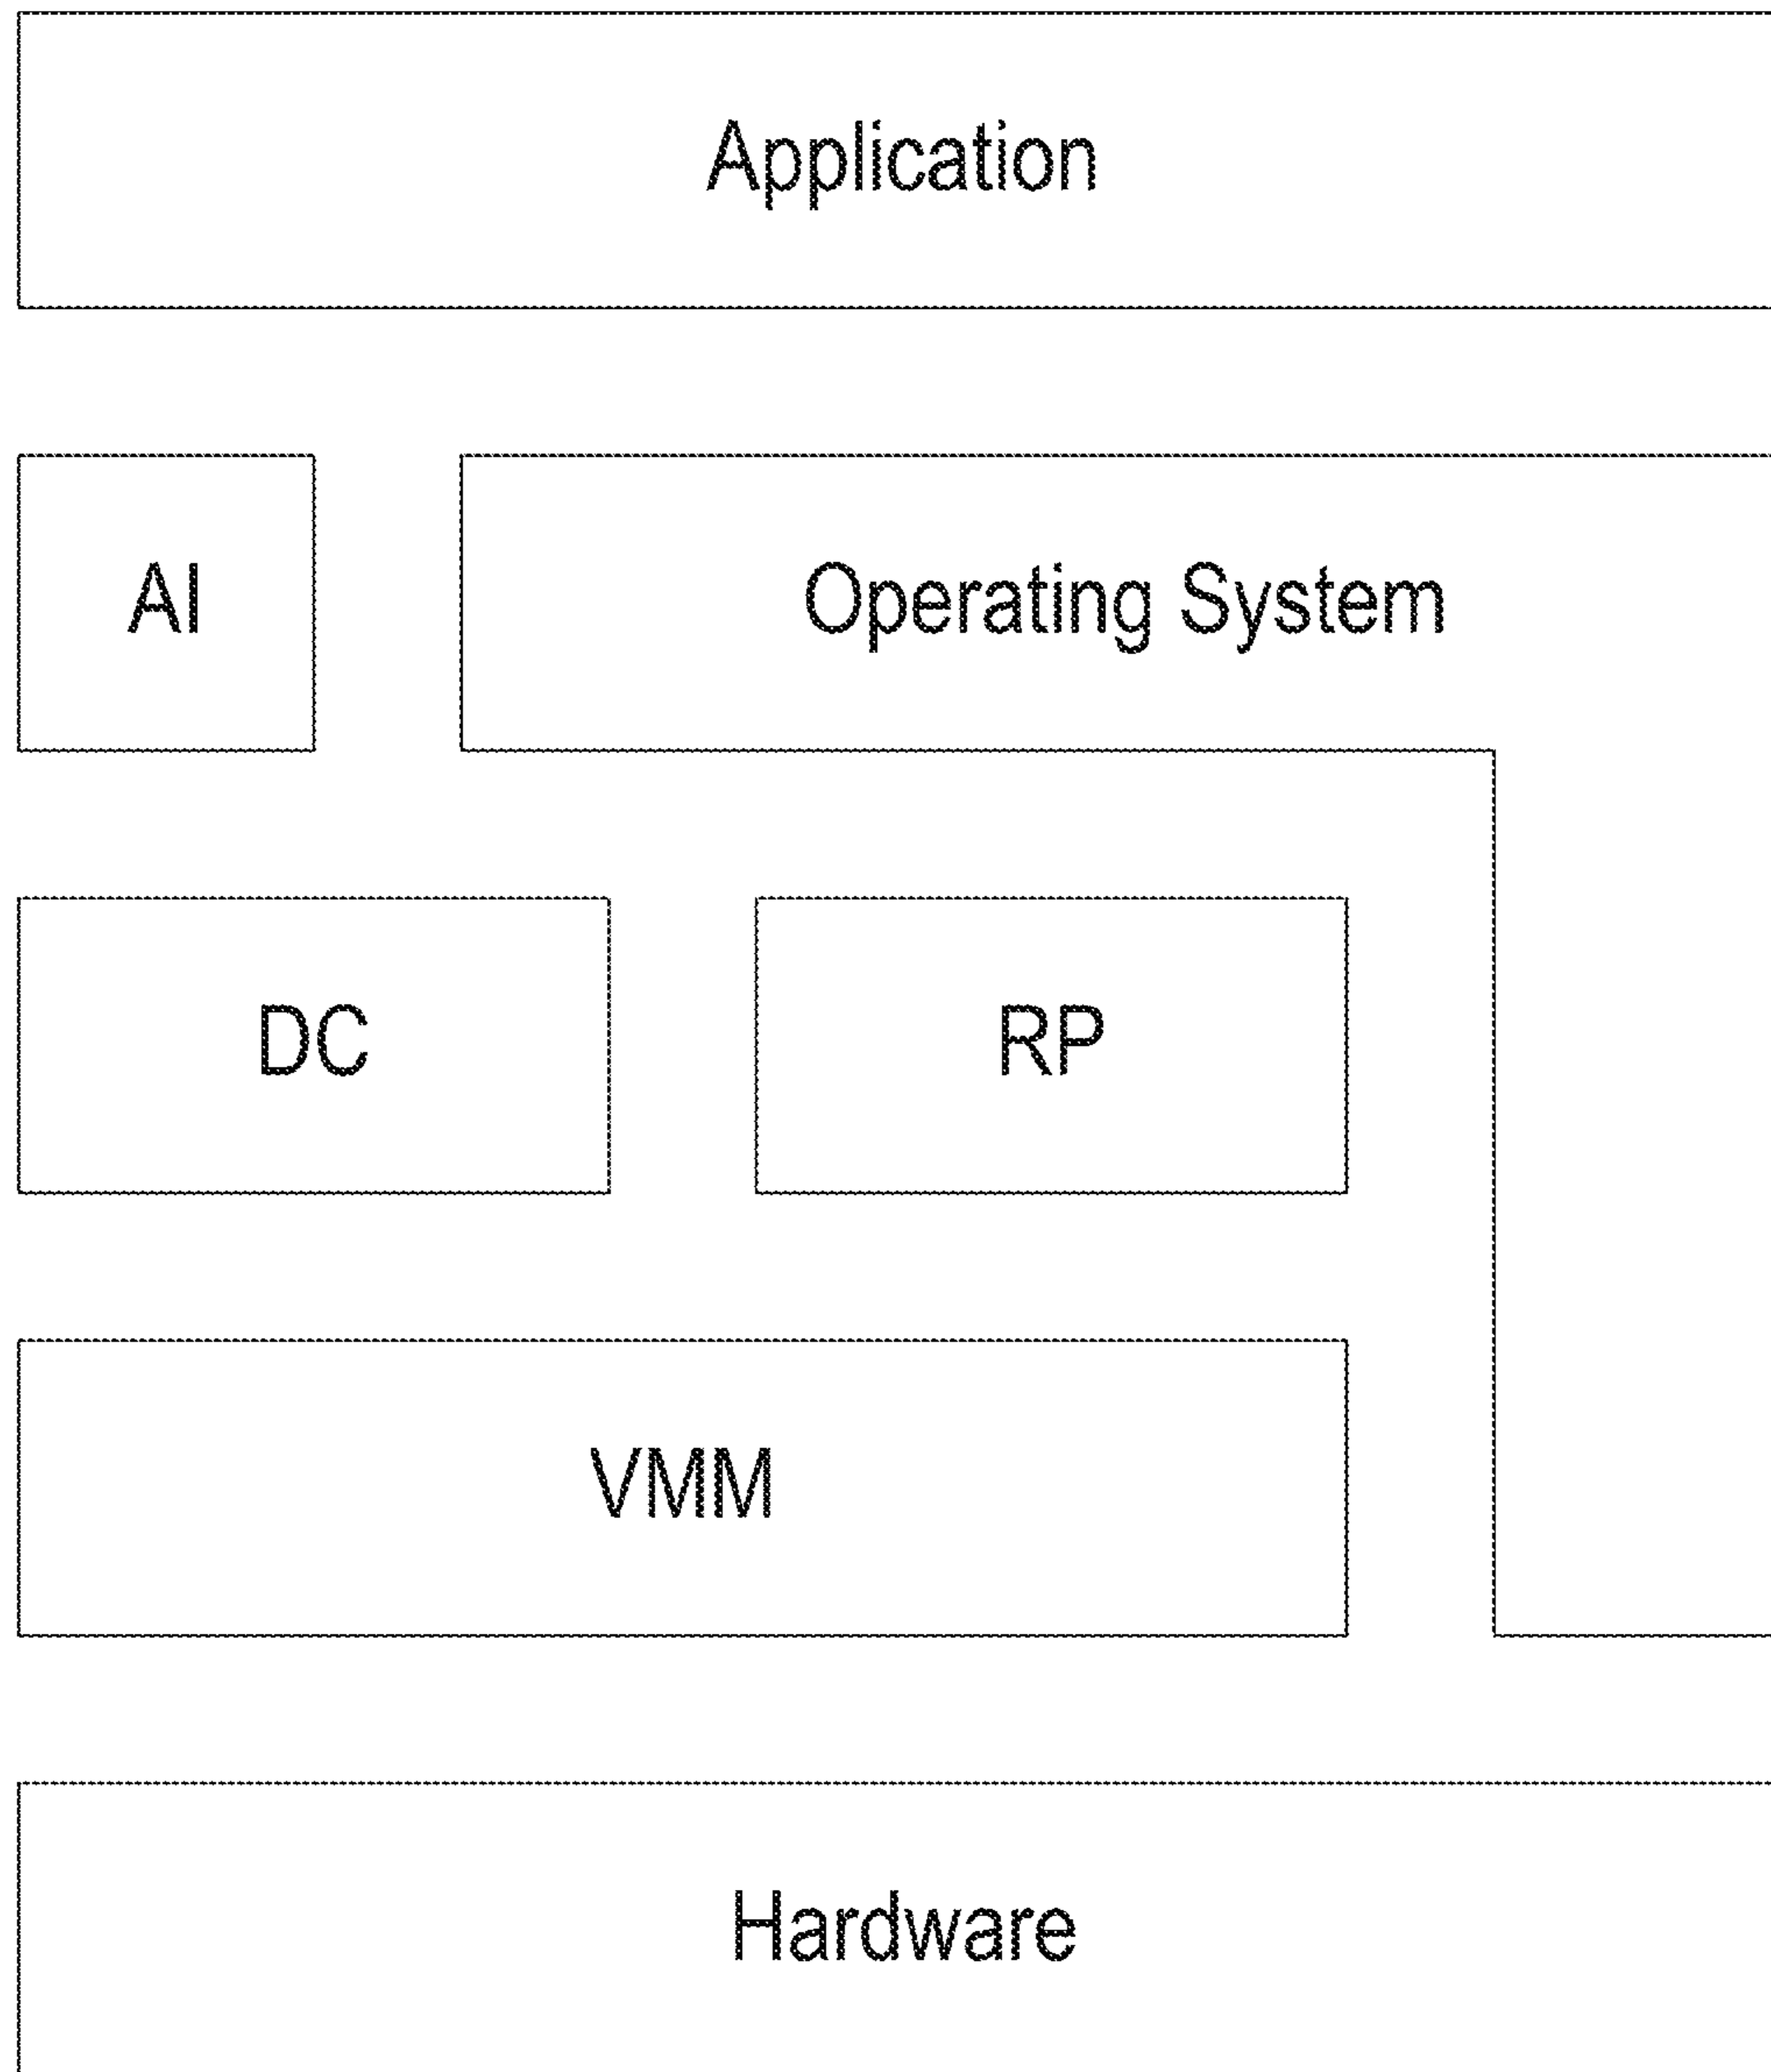 Application
AI
Operating System
DC
RP
VMM
Hardware